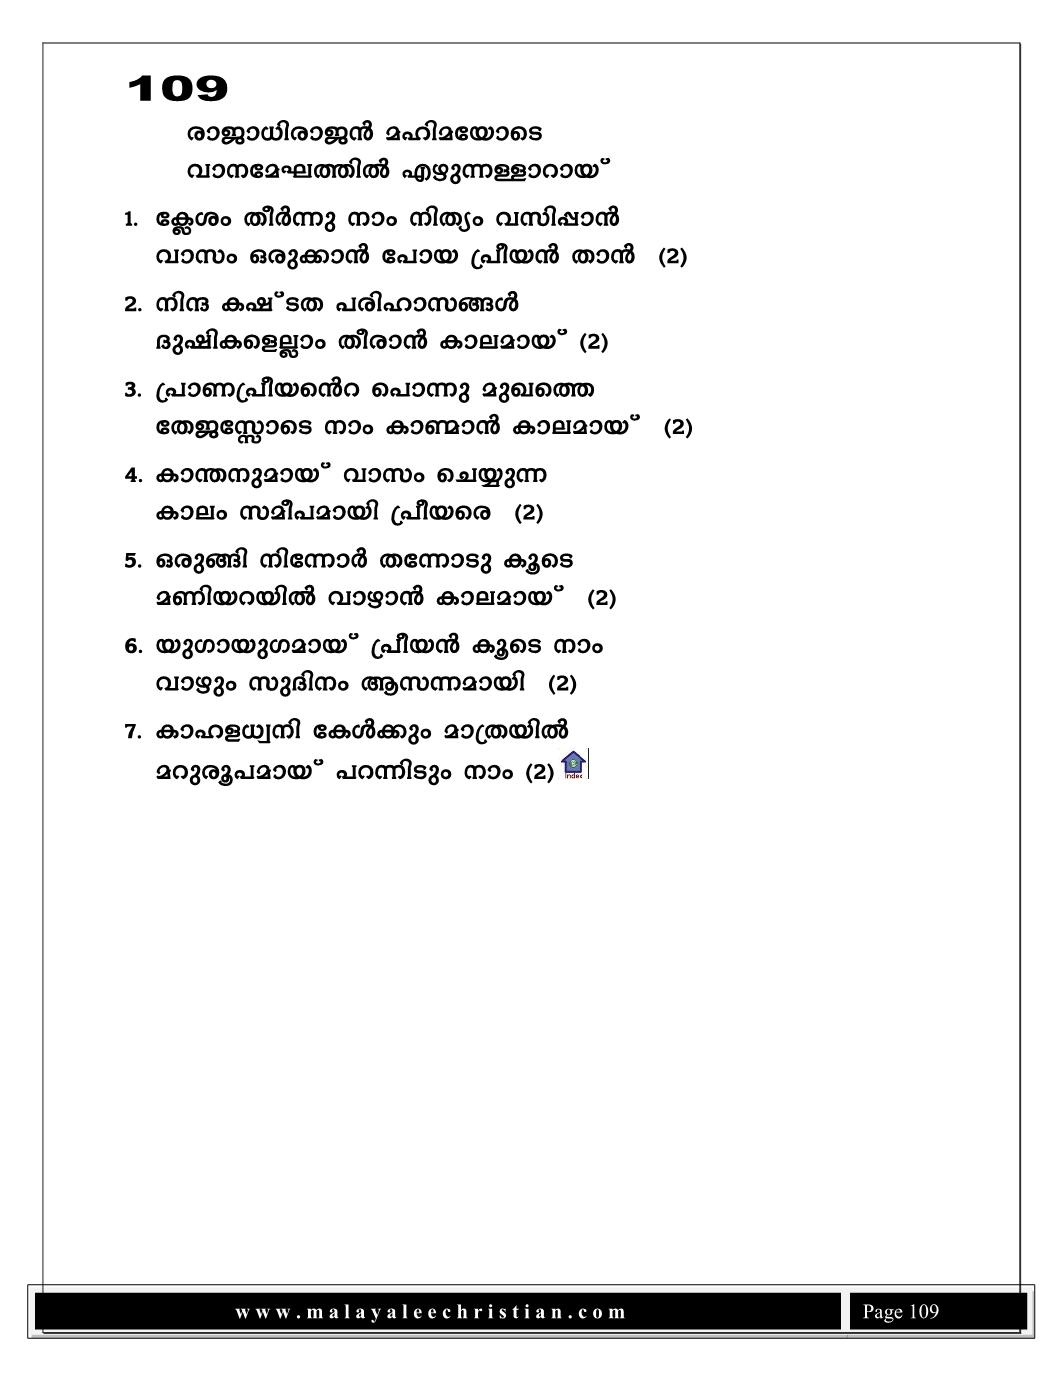 109
രാജാധിരാജൻ മഹിമയോടെ
വാനമേഘത്തിൽ എഴുന്നള്ളാറായ്
1. ക്ലേശം തീർന്നു നാം നിത്യം വസിപ്പാൻ
വാസം ഒരുക്കാൻ പോയ പ്രീയൻ താൻ (2)
2. നിന്ദ കഷ്ടത പരിഹാസങ്ങൾ
ദുഷികളെല്ലാം തീരാൻ കാലമായ് (2)
3. പ്രാണപ്രീയൻെറ പൊന്നു മുഖത്തെ
തേജസ്സോടെ നാം കാണ്മാൻ കാലമായ് (2)
4. കാന്തനുമായ് വാസം ചെയ്യുന്ന
കാലം സമീപമായി പ്രീയരെ (2)
5. ഒരുങ്ങി നിന്നോർ തന്നോടു കൂടെ
മണിയറയിൽ വാഴാൻ കാലമായ് (2)
6. യുഗായുഗമായ് പ്രീയൻ കൂടെ നാം
വാഴും സുദിനം ആസന്നമായി (2)
7. കാഹളധ്വനി കേൾക്കും മാത്രയിൽ
മറുരൂപമായ് പറന്നിടും നാം (2)
index
www.malayaleechristian.com
Page 109